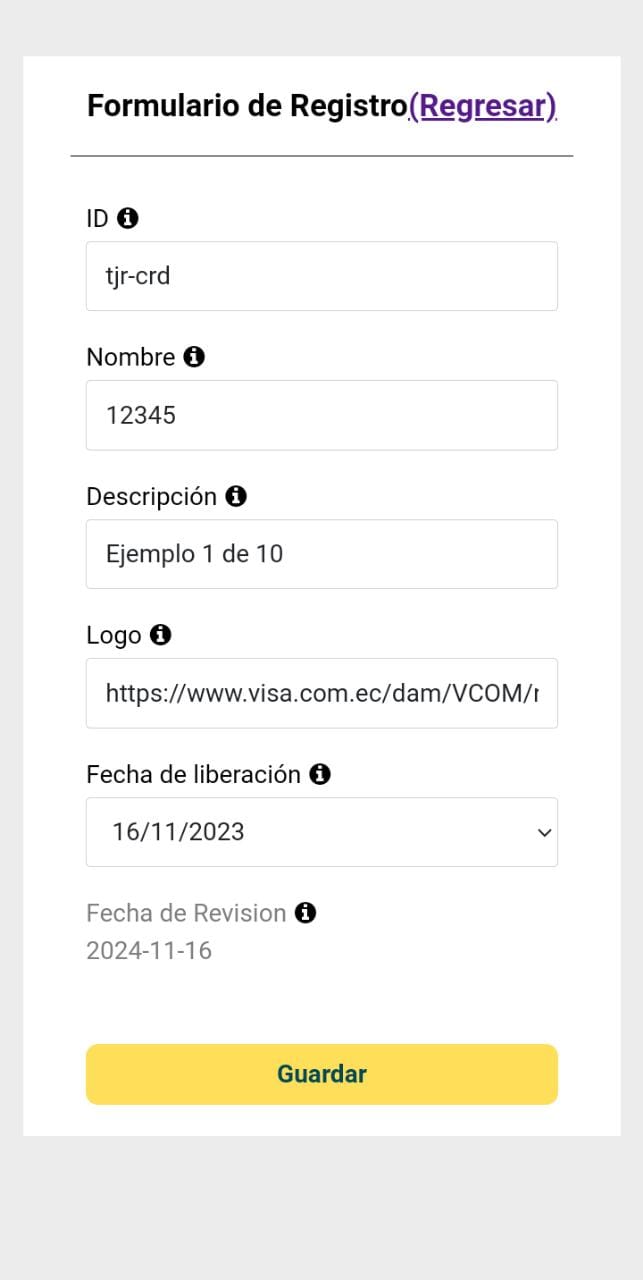 Formulario de Registro(Regresar)
ID
tjr-crd
Nombre
12345
Descripción
Ejemplo 1 de 10
Logo
https://www.visa.com.ec/dam/VCOM/r
Fecha de liberación
16/11/2023
Fecha de Revision
2024-11-16
Guardar